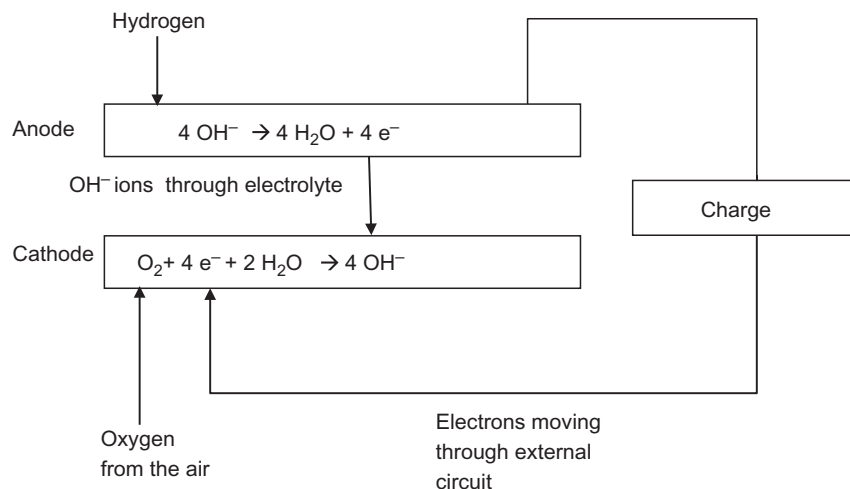 Hydrogen
Anode
4 OH⁻ → 4 H₂O + 4 e⁻
OH⁻ ions through electrolyte
Charge
Cathode
O₂+ 4 e⁻ + 2 H₂O → 4 OH⁻
Oxygen
from the air
Electrons moving
through external
circuit